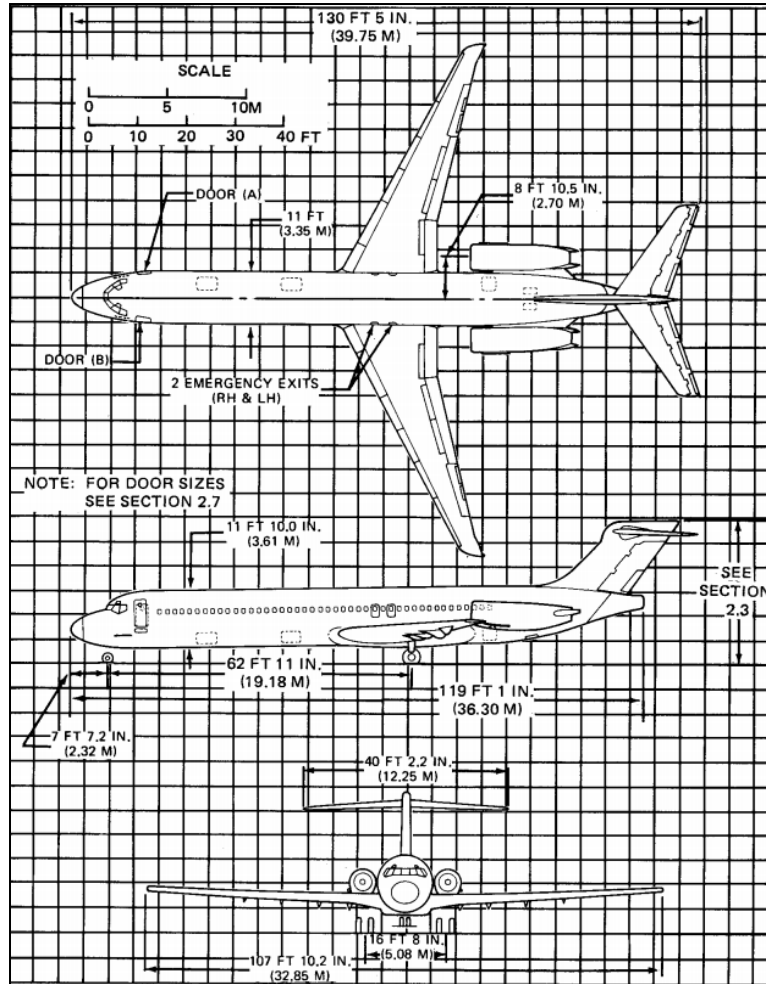 130 FT 5 IN.
(39.75 M)
SCALE
0 5 10M
0 10 20 30 40 FT
DOOR (A)
11 FT
(3,35 M)
8 FT 10,5 IN.
(2.70 M)
DOOR (B)
2 EMERGENCY EXITS
(RH & LH)
NOTE: FOR DOOR SIZES
SEE SECTION 2.7
11 FT 10.0 IN.
(3,61 M)
SEE
SECTION
2.3
62 FT 11 IN.
(19.18 M)
119 FT 1 IN.
(36.30 M)
7 FT 7.2 IN.
(2.32 M)
40 FT 2.2 IN.
(12.25 M)
16 FT 8 IN.
(5.08 M)
107 FT 10.2 IN.
(32.85 M)